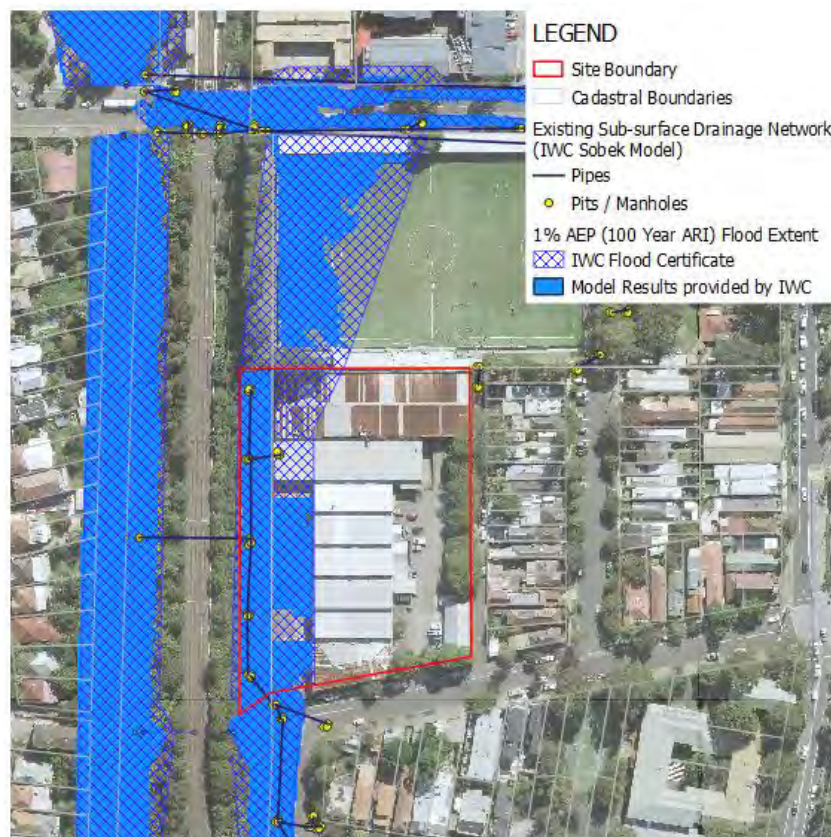 LEGEND
Site Boundary
Cadastral Boundaries
Existing Sub-surface Drainage Network
(IWC Sobek Model)
Pipes
Pits / Manholes
1% AEP (100 Year ARI) Flood Extent
IWC Flood Certificate
Model Results provided by IWC